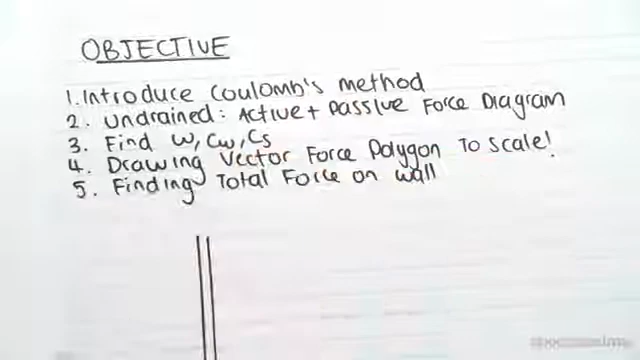 OBJECTIVE
1. Introduce Coulomb's method
2. Undrained: Active + Passive Force Diagram
3. Find W, Cw, Cs
4. Drawing Vector Force Polygon To Scale!
5. Finding Total Force on wall